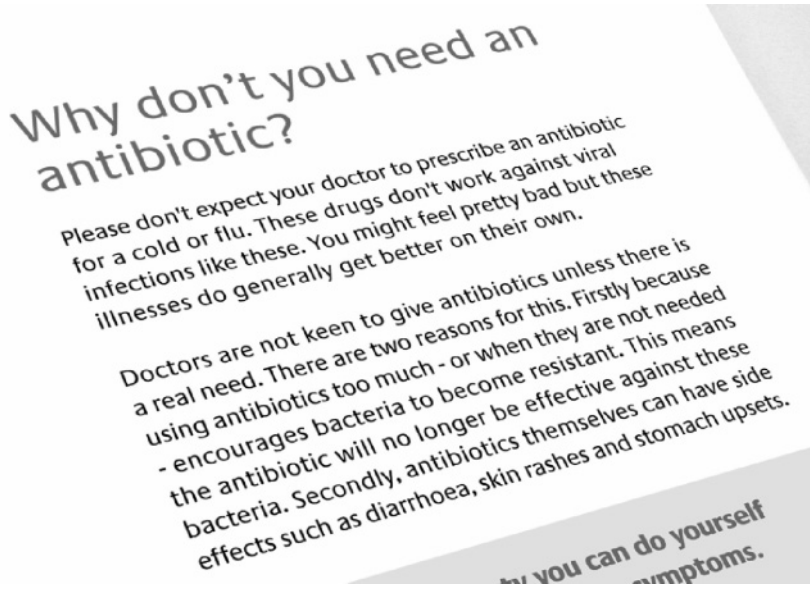 Why don't you need an
antibiotic?
Please don't expect your doctor to prescribe an antibiotic
for a cold or flu. These drugs don't work against viral
infections like these. You might feel pretty bad but these
illnesses do generally get better on their own.
Doctors are not keen to give antibiotics unless there is
a real need. There are two reasons for this. Firstly because
using antibiotics too much - or when they are not needed
- encourages bacteria to become resistant. This means
the antibiotic will no longer be effective against these
bacteria. Secondly, antibiotics themselves can have side
effects such as diarrhoea, skin rashes and stomach upsets.
you can do yourself
symptoms.